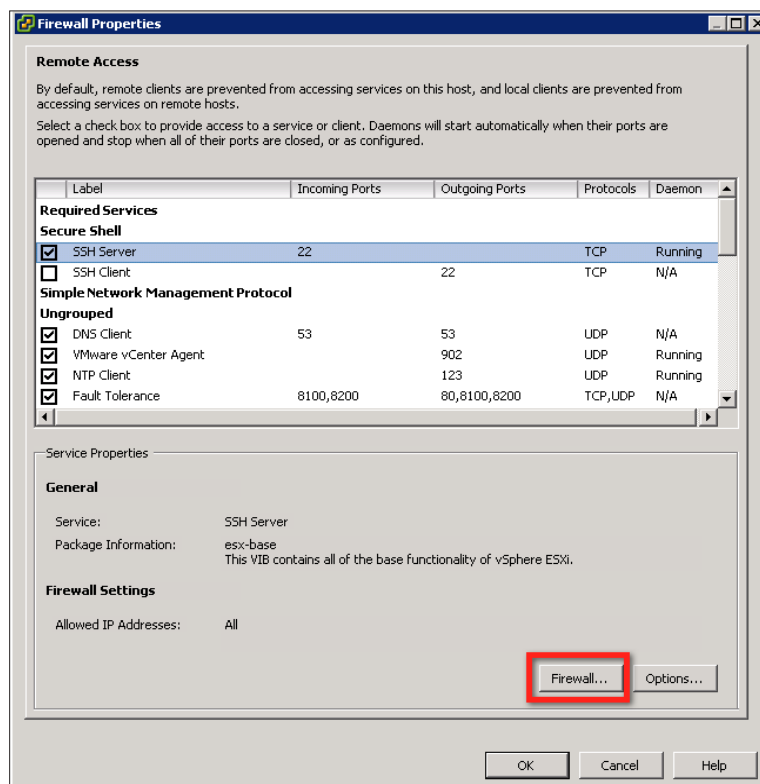 Firewall Properties
Remote Access
By default, remote clients are prevented from accessing services on this host, and local clients are prevented from
accessing services on remote hosts.
Select a check box to provide access to a service or client. Daemons will start automatically when their ports are
opened and stop when all of their ports are closed, or as configured.
Label Incoming Ports Outgoing Ports Protocols Daemon
Required Services
Secure Shell
SSH Server 22 TCP Running
SSH Client 22 TCP N/A
Simple Network Management Protocol
Ungrouped
DNS Client 53 53 UDP N/A
VMware vCenter Agent 902 UDP Running
NTP Client 123 UDP Running
Fault Tolerance 8100,8200 80,8100,8200 TCP,UDP N/A
Service Properties
General
Service: SSH Server
Package Information: esx-base
This VIB contains all of the base functionality of vSphere ESXi.
Firewall Settings
Allowed IP Addresses: All
Firewall... Options...
OK Cancel Help